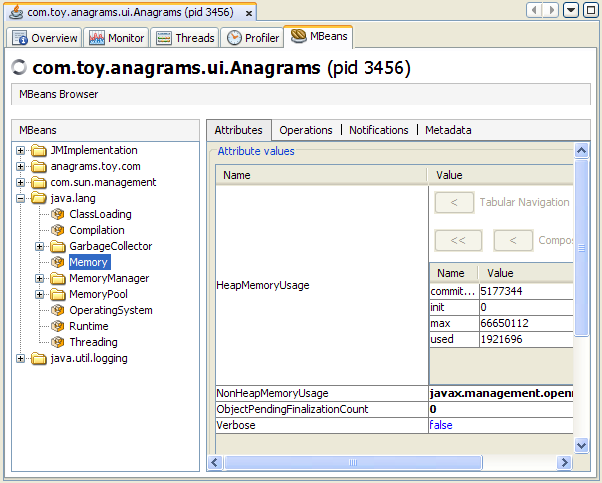 com.toy.anagrams.ui.Anagrams (pid 3456)
Overview Monitor Threads Profiler MBeans
com.toy.anagrams.ui.Anagrams (pid 3456)
MBeans Browser
MBeans
JMImplementation
anagrams.toy.com
com.sun.management
java.lang
ClassLoading
Compilation
GarbageCollector
Memory
MemoryManager
MemoryPool
OperatingSystem
Runtime
Threading
java.util.logging
Attributes Operations Notifications Metadata
Attribute values
Name Value
HeapMemoryUsage
< Tabular Navigation
<< < Compos
Name Value
commit... 5177344
init 0
max 66650112
used 1921696
NonHeapMemoryUsage javax.management.openm
ObjectPendingFinalizationCount 0
Verbose false